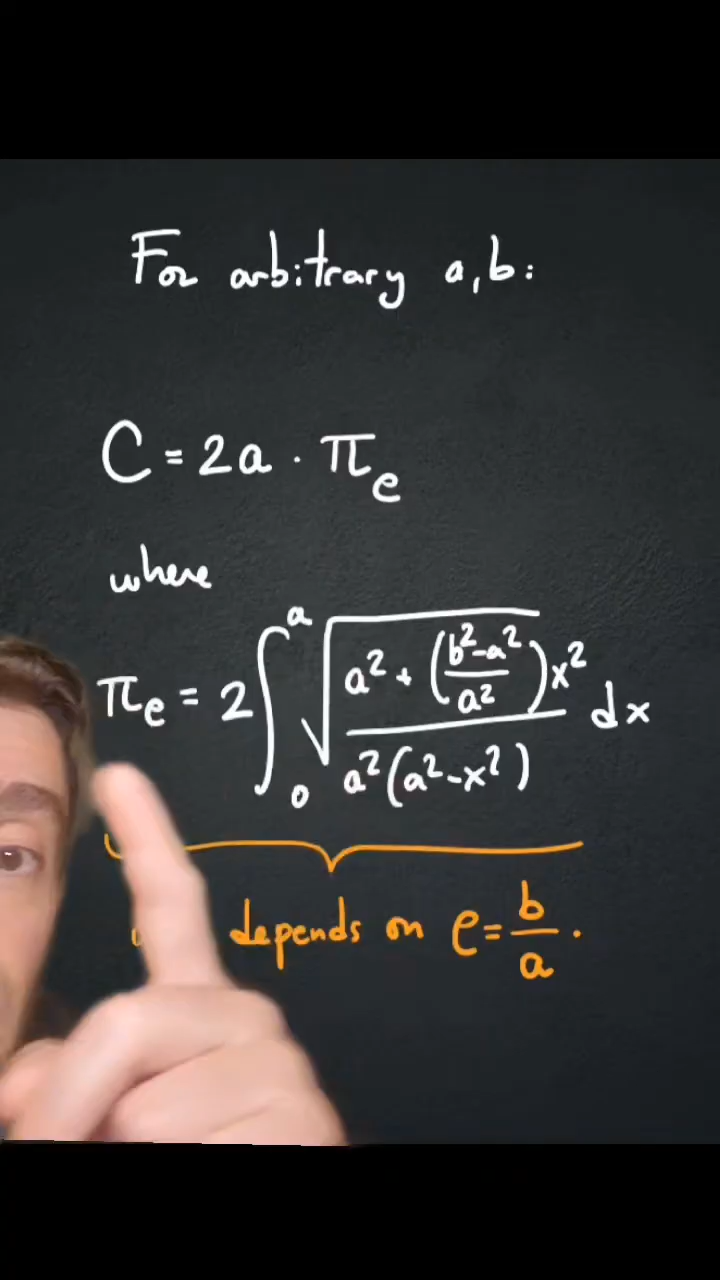 For arbitrary a,b:
C = 2a · π_e
where
π_e = 2 ∫_0^a √((a² + ((b²-a²)/a²)x²)/(a²(a²-x²))) dx
depends on e = b/a.